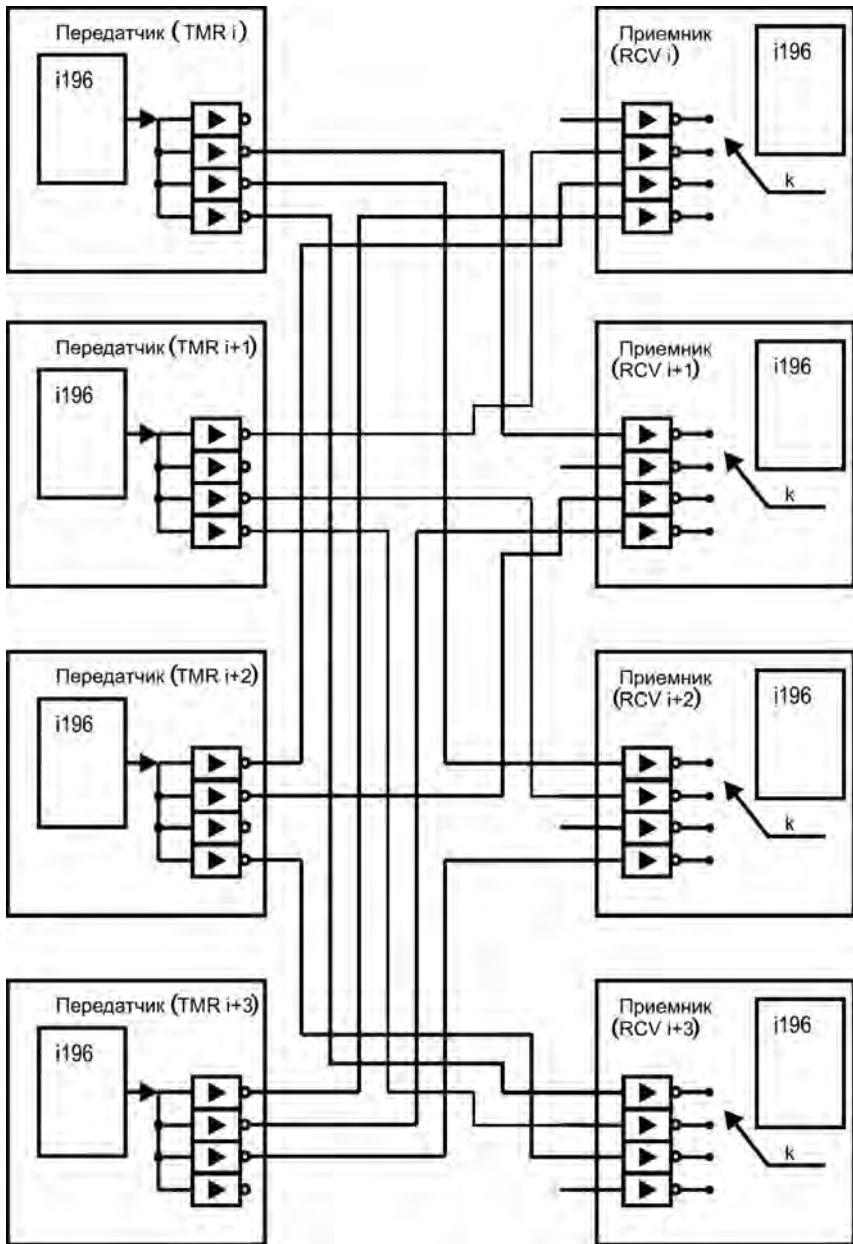 Передатчик (TMR i)
i196
Приемник
(RCV i)
i196
k
Передатчик (TMR i+1)
i196
Приемник
(RCV i+1)
i196
k
Передатчик (TMR i+2)
i196
Приемник
(RCV i+2)
i196
k
Передатчик (TMR i+3)
i196
Приемник
(RCV i+3)
i196
k